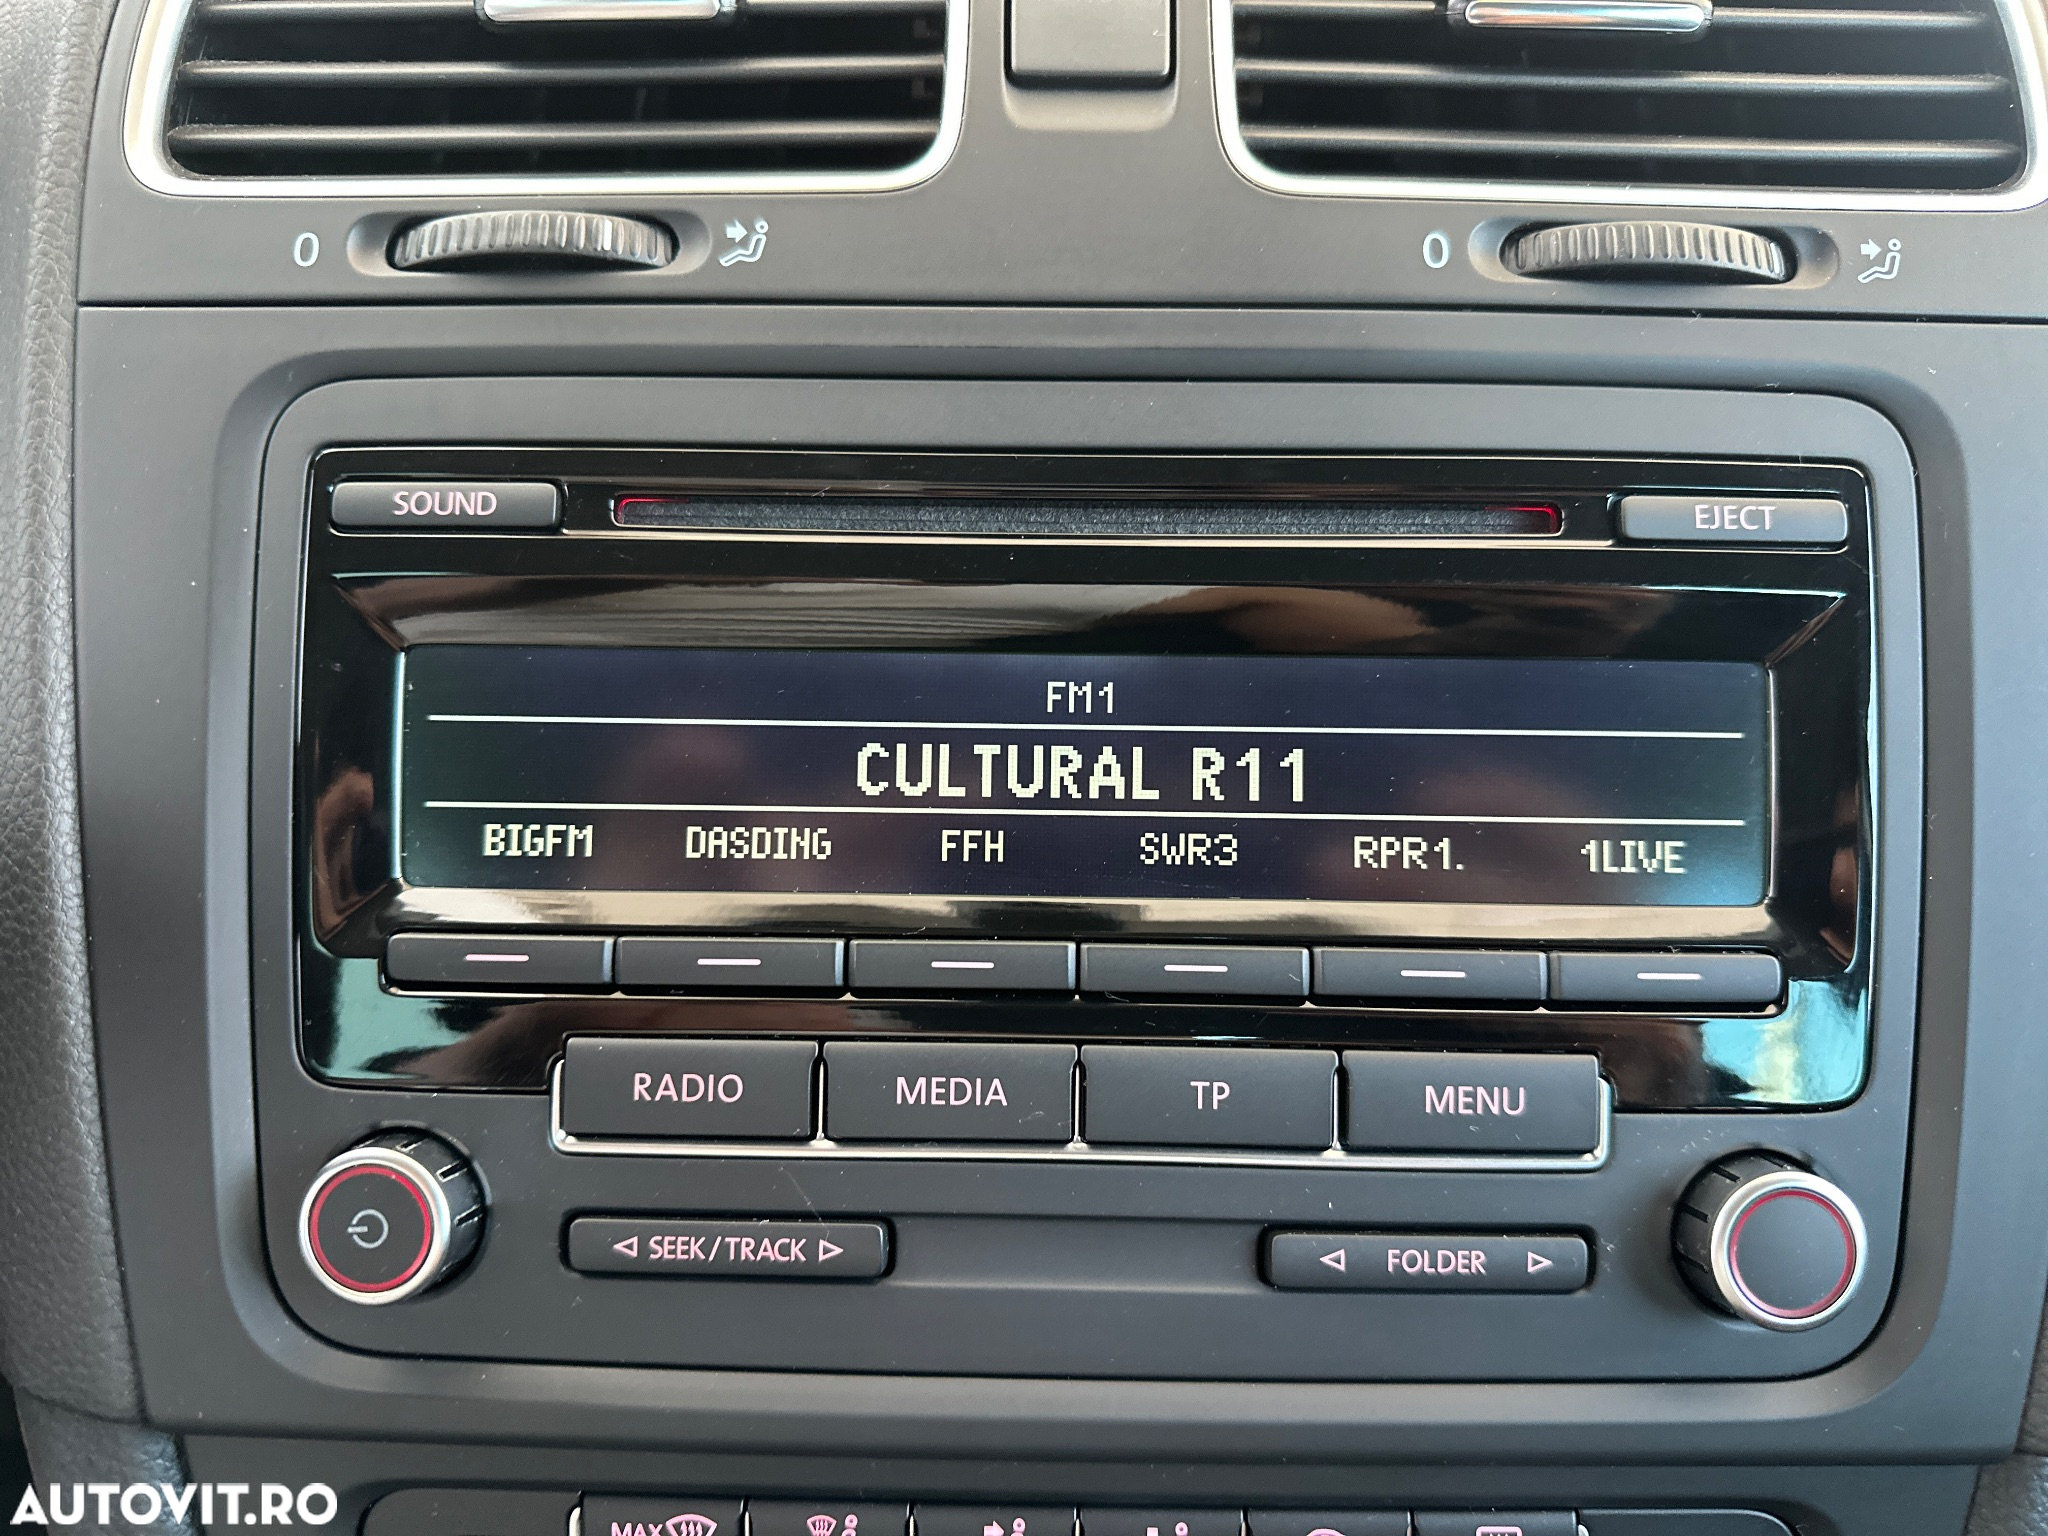 0
0
SOUND
EJECT
FM1
CULTURAL R11
BIGFM DASDING FFH SWR3 RPR1. 1LIVE
RADIO MEDIA TP MENU
SEEK/TRACK FOLDER
AUTOVIT.RO
MAX